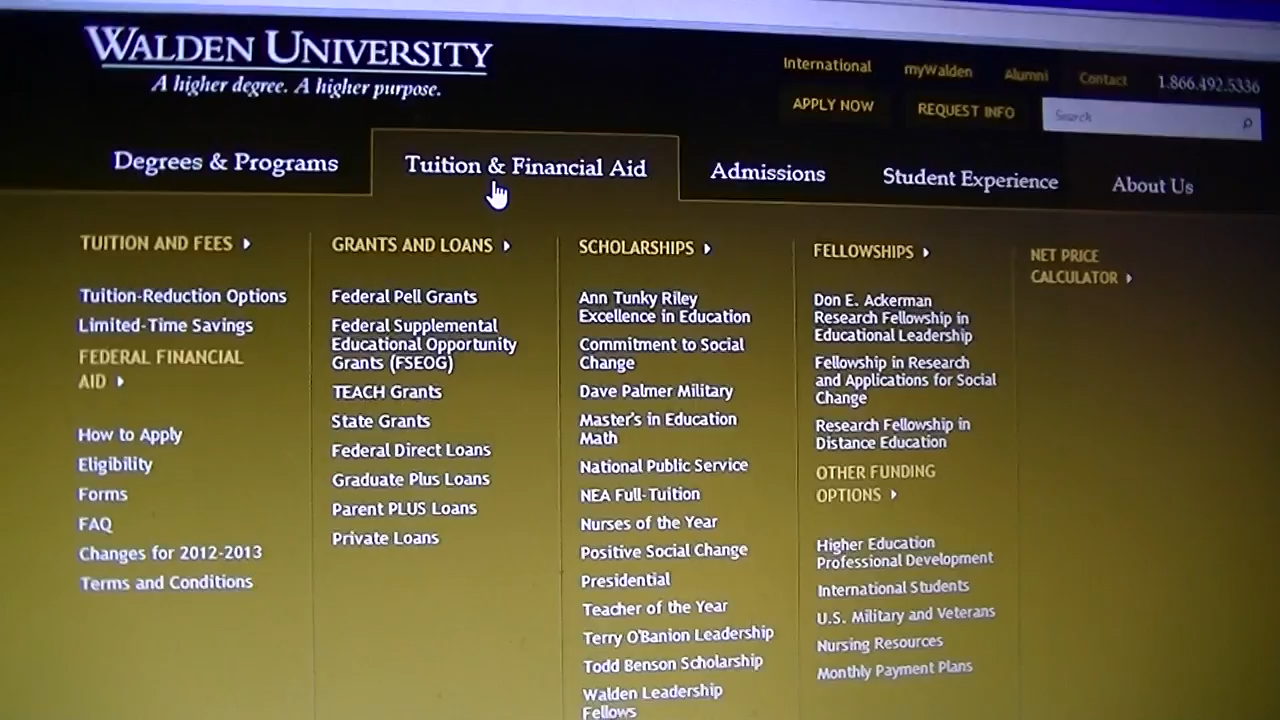 WALDEN UNIVERSITY
A higher degree. A higher purpose.
International myWalden Alumni Contact 1.866.492.5336
APPLY NOW REQUEST INFO Search
Degrees & Programs Tuition & Financial Aid Admissions Student Experience About Us
TUITION AND FEES
Tuition-Reduction Options
Limited-Time Savings
FEDERAL FINANCIAL
AID
How to Apply
Eligibility
Forms
FAQ
Changes for 2012-2013
Terms and Conditions
GRANTS AND LOANS
Federal Pell Grants
Federal Supplemental
Educational Opportunity
Grants (FSEOG)
TEACH Grants
State Grants
Federal Direct Loans
Graduate Plus Loans
Parent PLUS Loans
Private Loans
SCHOLARSHIPS
Ann Tunky Riley
Excellence in Education
Commitment to Social
Change
Dave Palmer Military
Master's in Education
Math
National Public Service
NEA Full-Tuition
Nurses of the Year
Positive Social Change
Presidential
Teacher of the Year
Terry O'Banion Leadership
Todd Benson Scholarship
Walden Leadership
Fellows
FELLOWSHIPS
Don E. Ackerman
Research Fellowship in
Educational Leadership
Fellowship in Research
and Applications for Social
Change
Research Fellowship in
Distance Education
OTHER FUNDING
OPTIONS
Higher Education
Professional Development
International Students
U.S. Military and Veterans
Nursing Resources
Monthly Payment Plans
NET PRICE
CALCULATOR